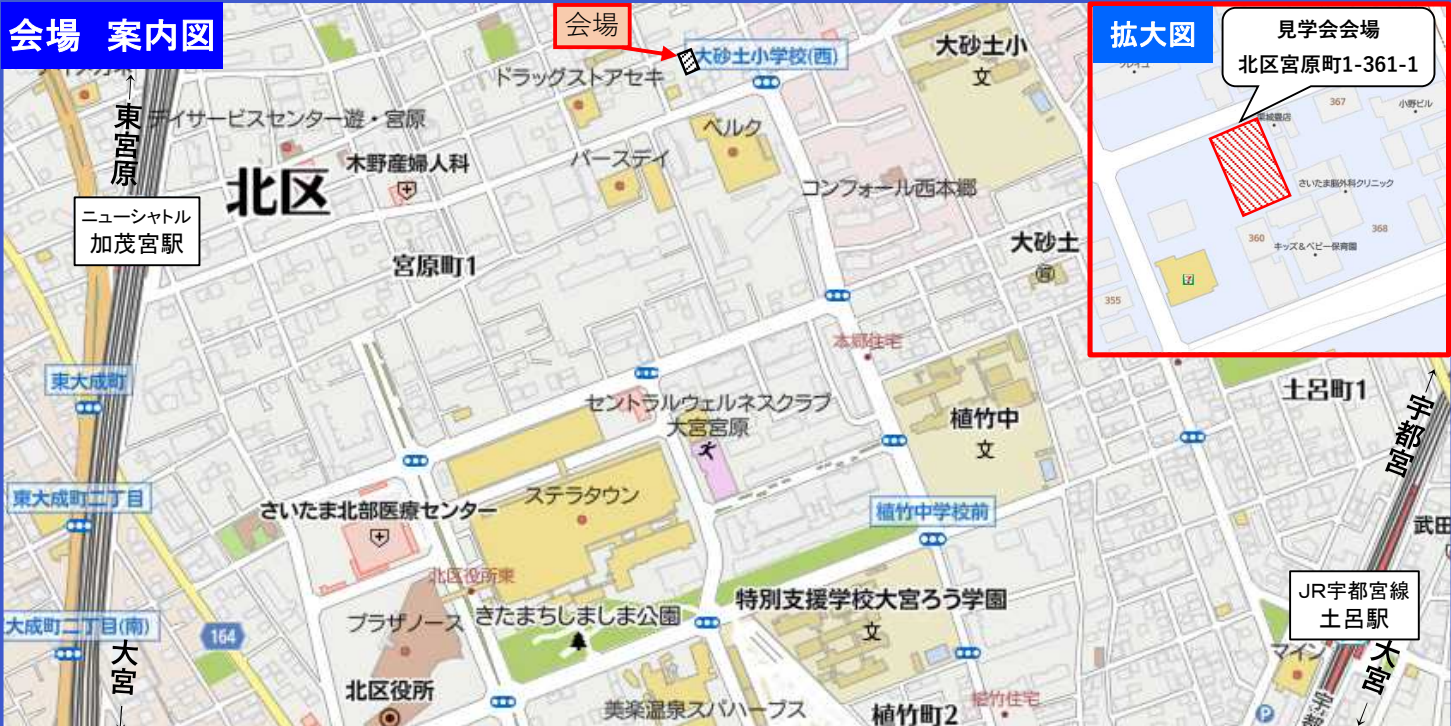 会場 案内図
会場
大砂土小学校(西)
大砂土小
文
拡大図
見学会会場
北区宮原町1-361-1
367
小野ビル
さいたま脳外科クリニック
360
368
キッズ&ベビー保育園
7
355
東宮原
ドラッグストアセキ
デイサービスセンター遊・宮原
ベルク
木野産婦人科
バースデイ
北区
コンフォール西本郷
ニューシャトル
加茂宮駅
宮原町1
大砂土
本郷住宅
東大成町
土呂町1
セントラルウェルネスクラブ
大宮宮原
植竹中
文
宇都宮
東大成町二丁目
さいたま北部医療センター
ステラタウン
植竹中学校前
武田
北区役所東
JR宇都宮線
土呂駅
特別支援学校大宮ろう学園
文
プラザノース
きたまちしましま公園
大成町二丁目(南)
164
大宮
マイン
大宮
北区役所
美楽温泉スパハーブス
植竹町2
植竹住宅
P
宇都